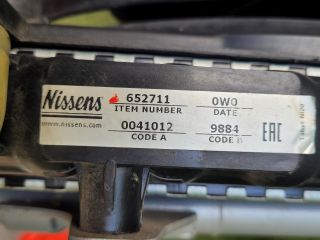 Nissens 652711 0W0
ITEM NUMBER DATE
www.nissens.com 0041012 9884 EAC
CODE A CODE B